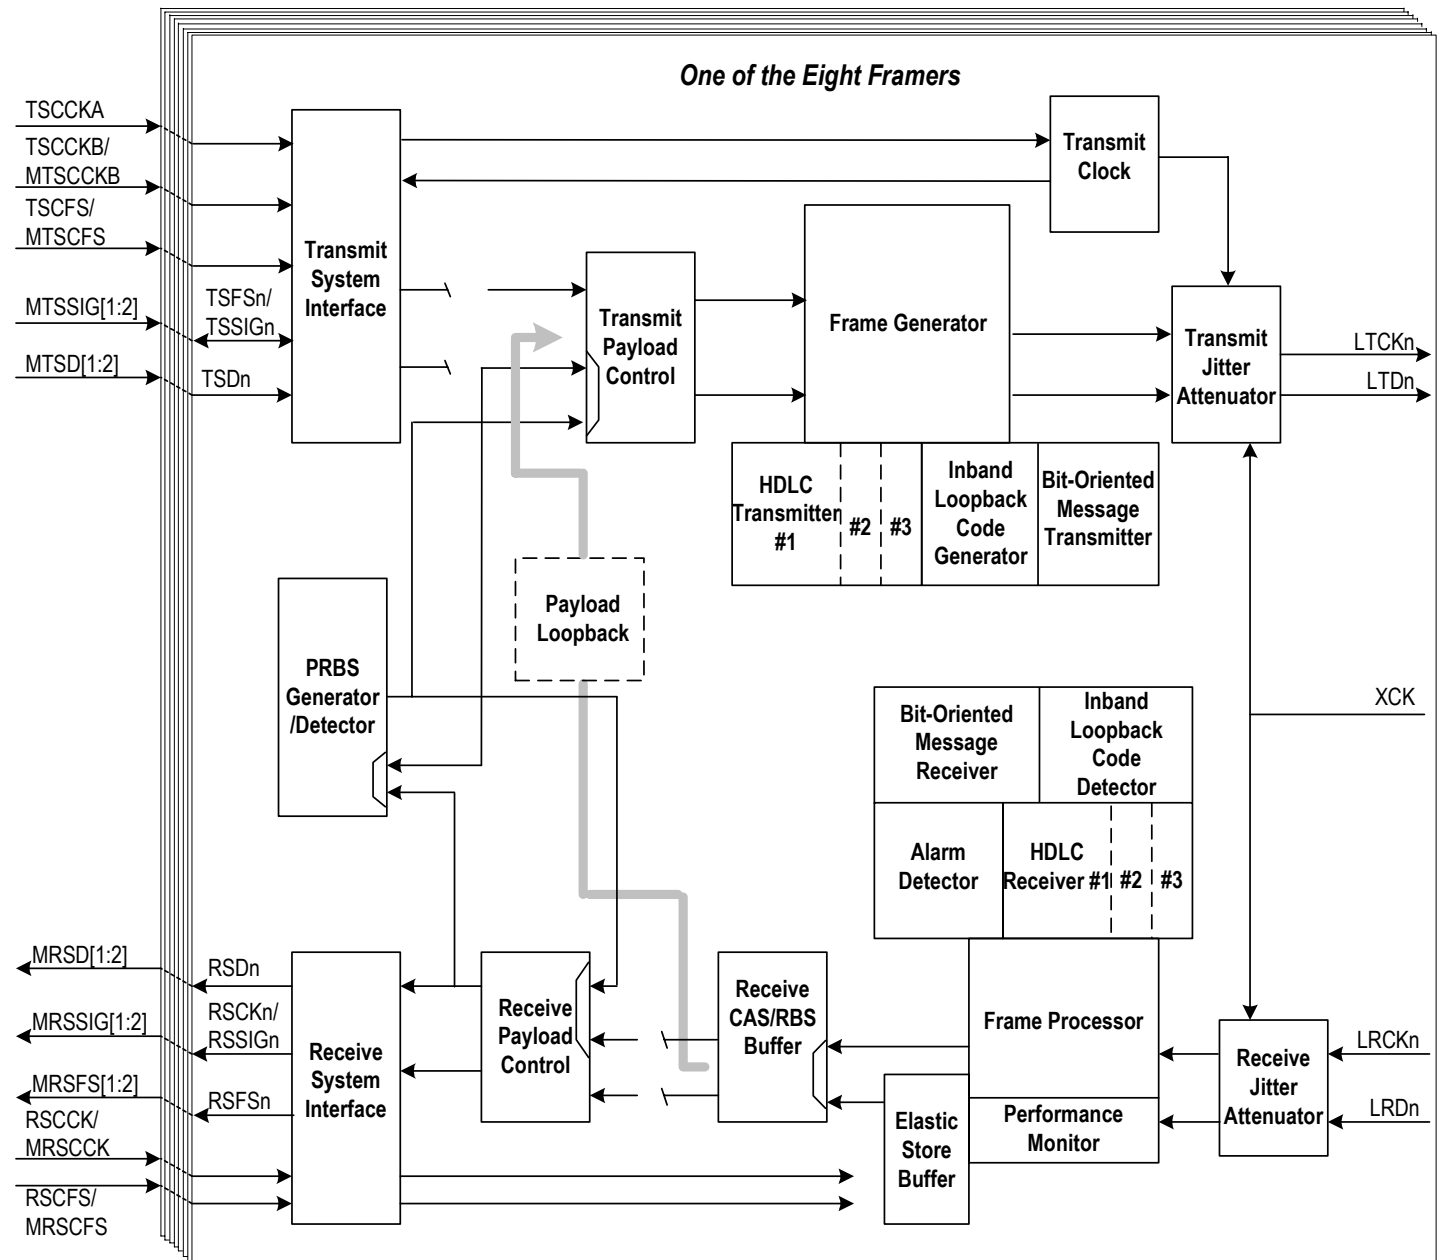 One of the Eight Framers
TSCCKA
TSCCKB/
MTSCCKB
TSCFS/
MTSCFS
MTSSIG[1:2]
MTSD[1:2]
TSFSn/
TSSIGn
TSDn
Transmit
System
Interface
Transmit
Clock
Transmit
Payload
Control
Frame Generator
Transmit
Jitter
Attenuator
LTCKn
LTDn
HDLC
Transmitter
#1
#2
#3
Inband
Loopback
Code
Generator
Bit-Oriented
Message
Transmitter
Payload
Loopback
PRBS
Generator
/Detector
XCK
Bit-Oriented
Message
Receiver
Inband
Loopback
Code
Detector
Alarm
Detector
HDLC
Receiver #1
#2
#3
MRSD[1:2]
MRSSIG[1:2]
MRSFS[1:2]
RSCCK/
MRSCCK
RSCFS/
MRSCFS
RSDn
RSCKn/
RSSIGn
RSFSn
Receive
System
Interface
Receive
Payload
Control
Receive
CAS/RBS
Buffer
Frame Processor
Elastic
Store
Buffer
Performance
Monitor
Receive
Jitter
Attenuator
LRCKn
LRDn